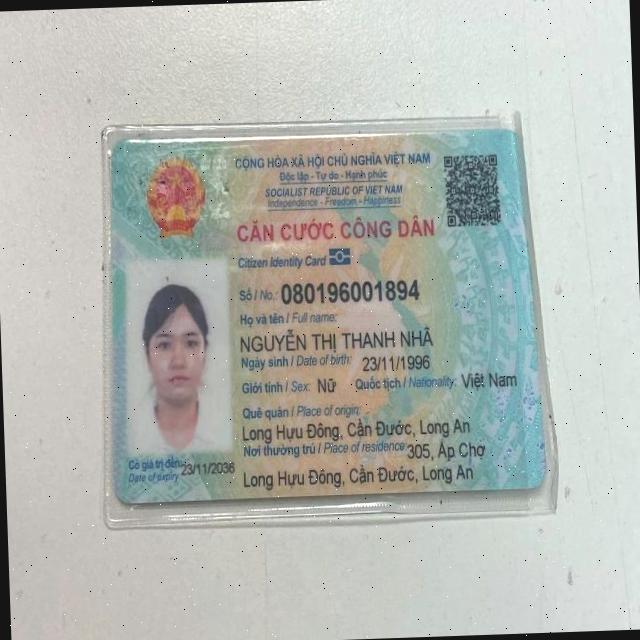 CỘNG HÒA XÃ HỘI CHỦ NGHĨA VIỆT NAM
Độc lập - Tự do - Hạnh phúc
SOCIALIST REPUBLIC OF VIET NAM
Independence - Freedom - Happiness
CĂN CƯỚC CÔNG DÂN
Citizen Identity Card
Số / No.: 080196001894
Họ và tên / Full name:
NGUYỄN THỊ THANH NHÃ
Ngày sinh / Date of birth: 23/11/1996
Giới tính / Sex: Nữ Quốc tịch / Nationality: Việt Nam
Quê quán / Place of origin:
Long Hựu Đông, Cần Đước, Long An
Nơi thường trú / Place of residence: 305, Ấp Chợ
Long Hựu Đông, Cần Đước, Long An
Có giá trị đến: 23/11/2036
Date of expiry